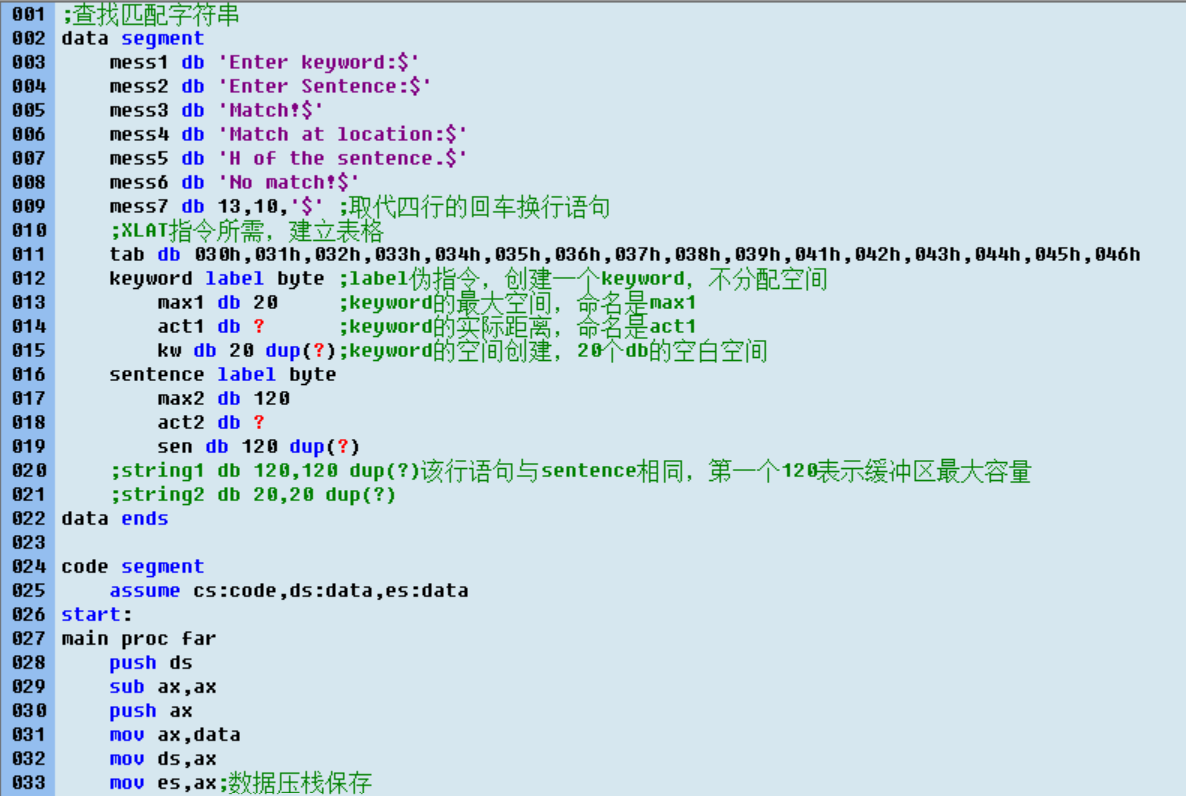 001 ;查找匹配字符串
002 data segment
003     mess1 db 'Enter keyword:$'
004     mess2 db 'Enter Sentence:$'
005     mess3 db 'Match!$'
006     mess4 db 'Match at location:$'
007     mess5 db 'H of the sentence.$'
008     mess6 db 'No match!$'
009     mess7 db 13,10,'$' ;取代四行的回车换行语句
010     ;XLAT指令所需，建立表格
011     tab db 030h,031h,032h,033h,034h,035h,036h,037h,038h,039h,041h,042h,043h,044h,045h,046h
012     keyword label byte ;label伪指令，创建一个keyword，不分配空间
013         max1 db 20     ;keyword的最大空间，命名是max1
014         act1 db ?      ;keyword的实际距离，命名是act1
015         kw db 20 dup(?);keyword的空间创建，20个db的空白空间
016     sentence label byte
017         max2 db 120
018         act2 db ?
019         sen db 120 dup(?)
020     ;string1 db 120,120 dup(?)该行语句与sentence相同，第一个120表示缓冲区最大容量
021     ;string2 db 20,20 dup(?)
022 data ends
023
024 code segment
025     assume cs:code,ds:data,es:data
026 start:
027 main proc far
028     push ds
029     sub ax,ax
030     push ax
031     mov ax,data
032     mov ds,ax
033     mov es,ax;数据压栈保存